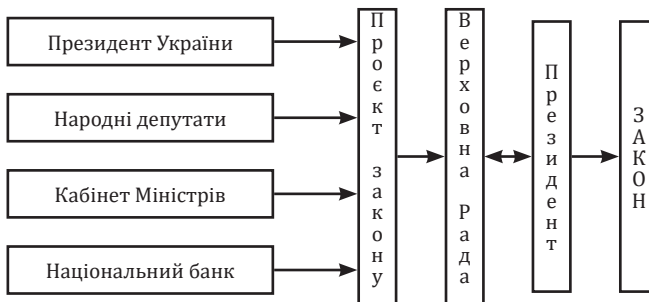 Президент України
Народні депутати
Кабінет Міністрів
Національний банк
Проєкт закону
Верховна Рада
Президент
ЗАКОН